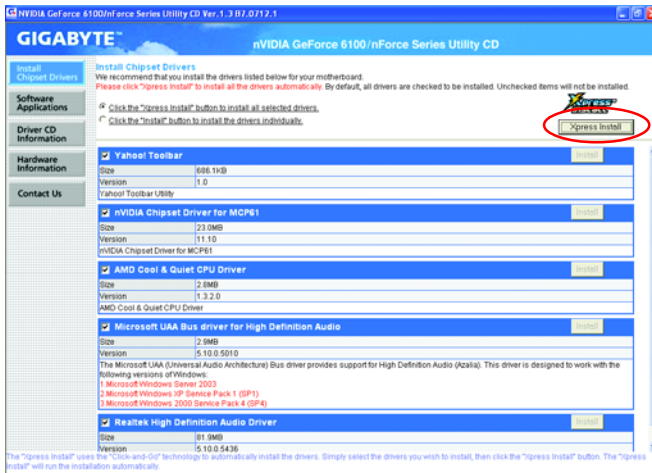 NVIDIA GeForce 6100/nForce Series Utility CD Ver.1.3 B7.0712.1
GIGABYTE™
nVIDIA GeForce 6100/nForce Series Utility CD
Install
Chipset Drivers
Software
Applications
Driver CD
Information
Hardware
Information
Contact Us
Install Chipset Drivers
We recommend that you install the drivers listed below for your motherboard.
Please click "Xpress Install" to install all the drivers automatically. By default, all drivers are checked to be installed. Unchecked items will not be installed.
Click the "Xpress Install" button to install all selected drivers.
Click the "Install" button to install the drivers individually.
Xpress
INSTALL
Xpress Install
Yahoo! Toolbar
Install
Size 686.1KB
Version 1.0
Yahoo! Toolbar Utility
nVIDIA Chipset Driver for MCP61
Install
Size 23.0MB
Version 11.10
nVIDIA Chipset Driver for MCP61
AMD Cool & Quiet CPU Driver
Install
Size 2.8MB
Version 1.3.2.0
AMD Cool & Quiet CPU Driver
Microsoft UAA Bus driver for High Definition Audio
Install
Size 2.9MB
Version 5.10.0.5010
The Microsoft UAA (Universal Audio Architecture) Bus driver provides support for High Definition Audio (Azalia). This driver is designed to work with the
following versions of Windows:
1.Microsoft Windows Server 2003
2.Microsoft Windows XP Service Pack 1 (SP1)
3.Microsoft Windows 2000 Service Pack 4 (SP4)
Realtek High Definition Audio Driver
Install
Size 81.9MB
Version 5.10.0.5436
The "Xpress Install" uses the "Click-and-Go" technology to automatically install the drivers. Simply select the drivers you wish to install, then click the "Xpress Install" button. The "Xpress
Install" will run the installation automatically.